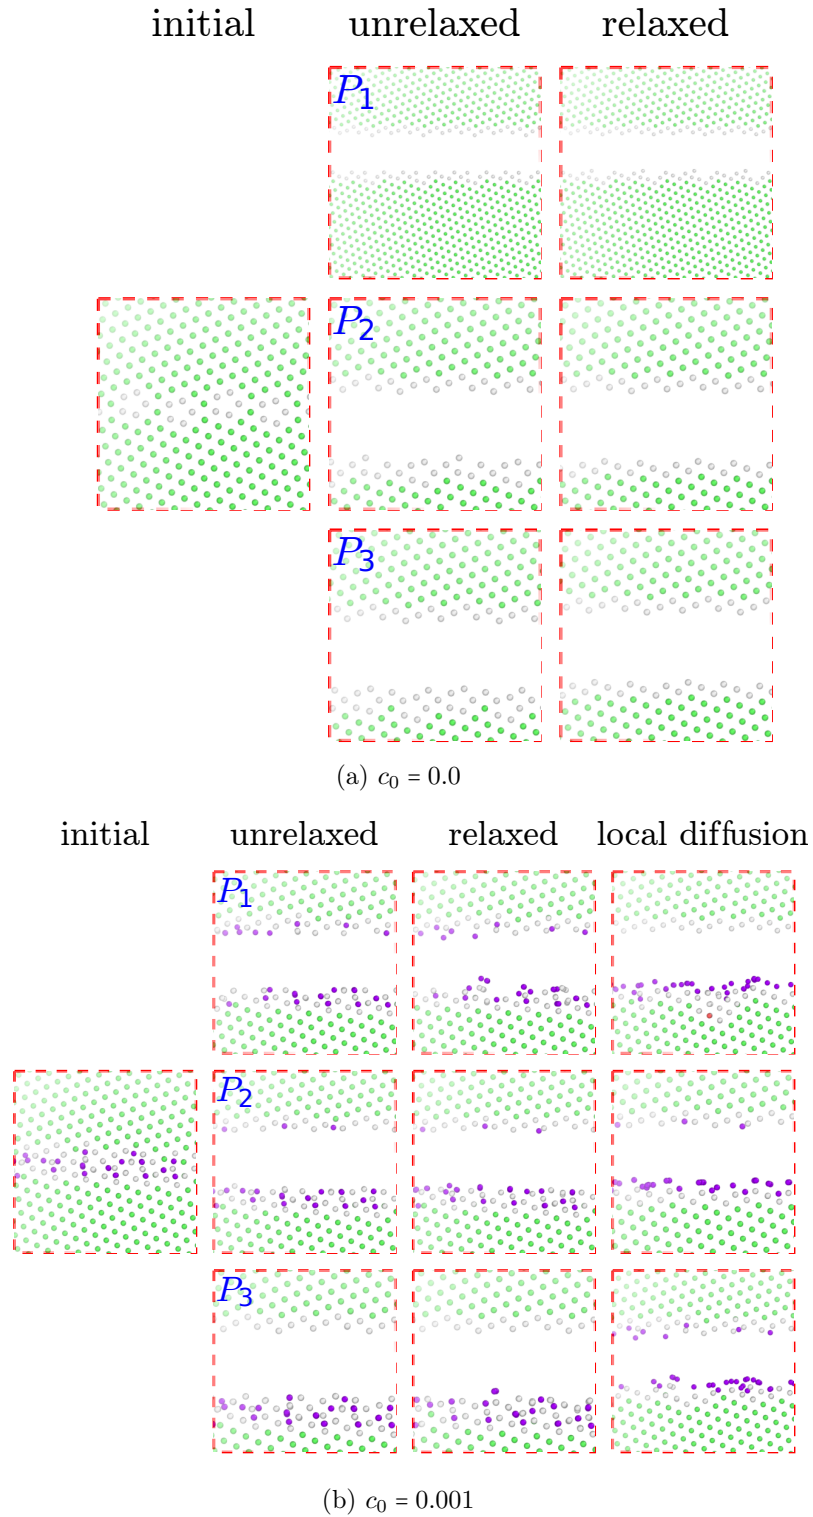 initial unrelaxed relaxed
P1
P2
P3
(a) c0 = 0.0
initial unrelaxed relaxed local diffusion
P1
P2
P3
(b) c0 = 0.001